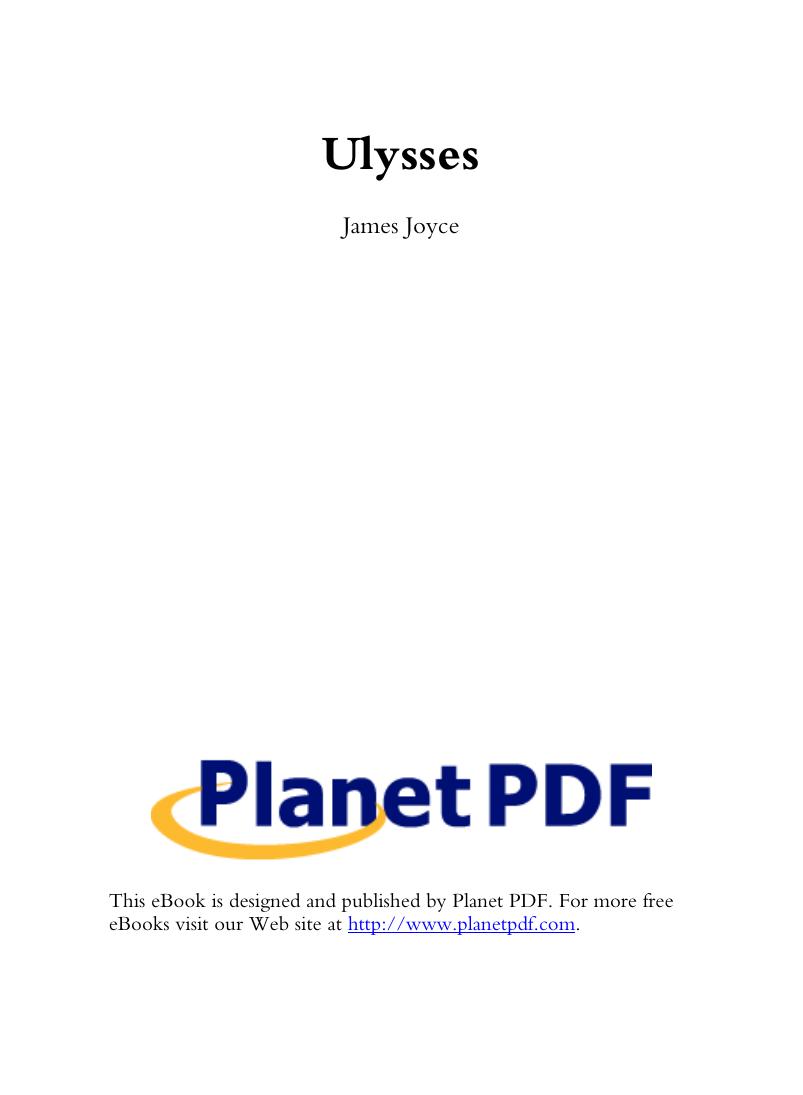 Ulysses
James Joyce
Planet PDF
This eBook is designed and published by Planet PDF. For more free
eBooks visit our Web site at http://www.planetpdf.com.